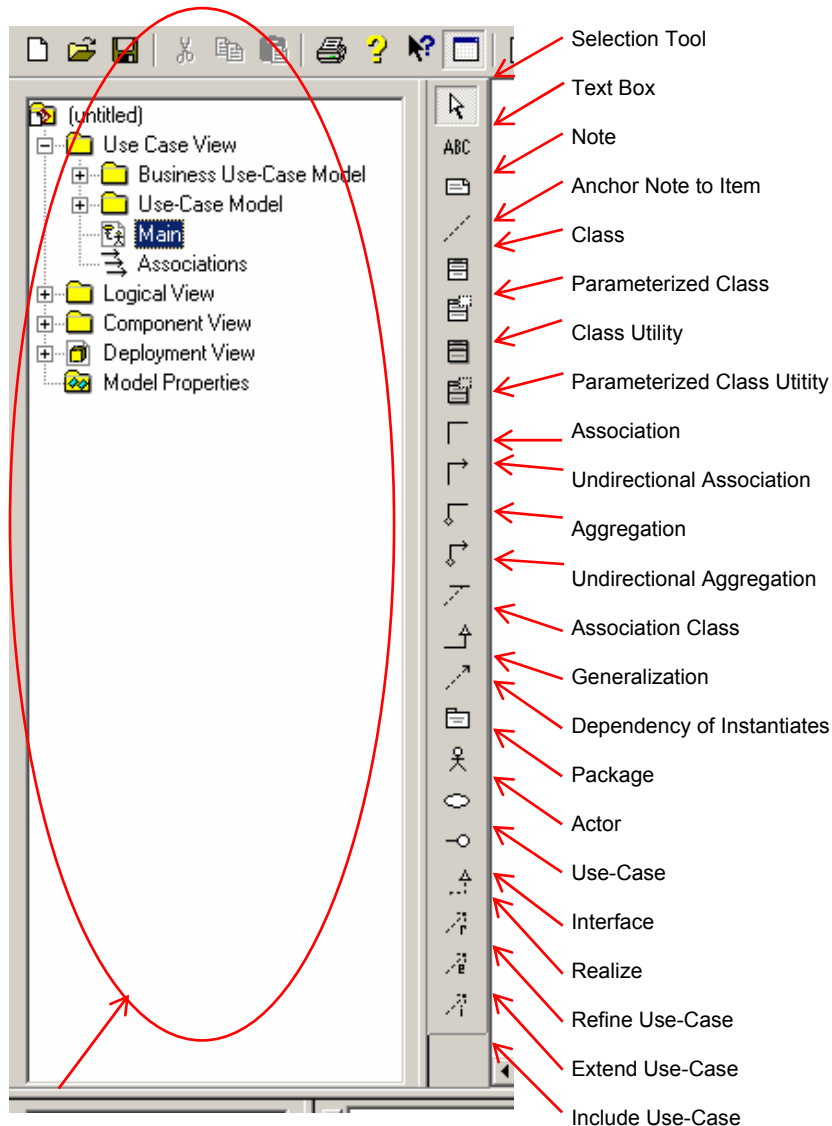 (untitled)
Use Case View
Business Use-Case Model
Use-Case Model
Main
Associations
Logical View
Component View
Deployment View
Model Properties
ABC
Selection Tool
Text Box
Note
Anchor Note to Item
Class
Parameterized Class
Class Utility
Parameterized Class Utitity
Association
Undirectional Association
Aggregation
Undirectional Aggregation
Association Class
Generalization
Dependency of Instantiates
Package
Actor
Use-Case
Interface
Realize
Refine Use-Case
Extend Use-Case
Include Use-Case